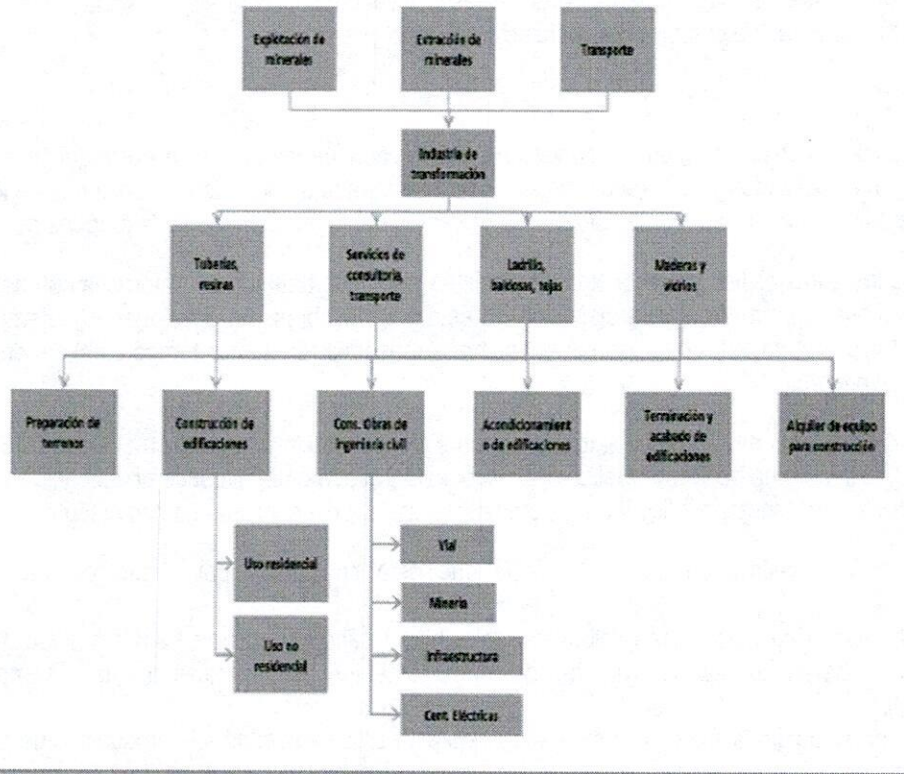 Explotación de
minerales
Extracción de
minerales
Transporte
Industria de
transformación
Tuberías,
resinas
Servicios de
consultoría,
transporte
Ladrillo,
baldosas, tejas
Maderas y
vidrios
Preparación de
terrenos
Construcción de
edificaciones
Cons. Obras de
ingeniería civil
Acondicionamient
o de edificaciones
Terminación y
acabado de
edificaciones
Alquiler de equipo
para construcción
Uso residencial
Uso no
residencial
Vial
Minería
Infraestructura
Cent. Eléctricas